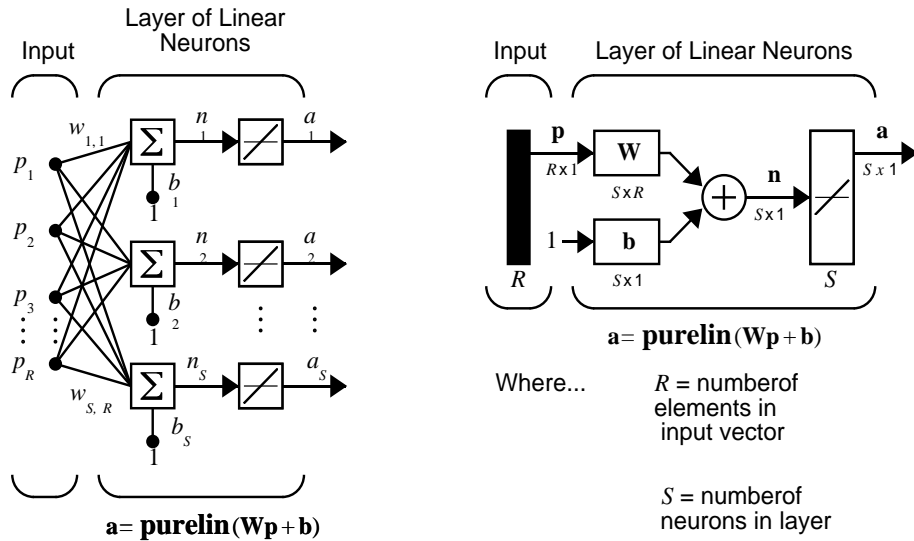 Layer of Linear
Neurons
Input
w1,1
n1
a1
p1
Σ
b1
1
p2
n2
a2
Σ
p3
b2
1
pR
nS
aS
Σ
wS, R
bS
1
a= purelin(Wp+b)
Input
Layer of Linear Neurons
p
W
a
R x 1
S x R
S x 1
n
+
S x 1
1
b
R
S x 1
S
a= purelin(Wp+b)
Where...
R = numberof
elements in
input vector
S = numberof
neurons in layer